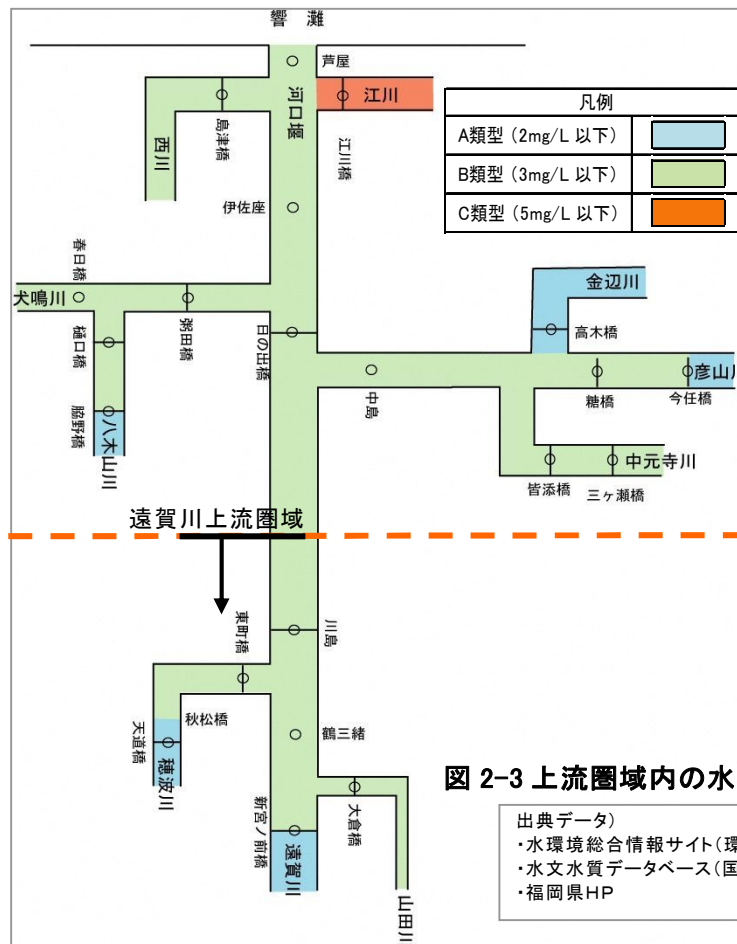 響 灘
芦屋
江川
河口堰
島津橋
江川橋
西川
凡例
A類型（2mg/L 以下）
B類型（3mg/L 以下）
C類型（5mg/L 以下）
伊佐座
春日橋
犬鳴川
粥田橋
樋口橋
日の出橋
金辺川
高木橋
中島
糒橋
今任橋
彦山川
脇野橋
八木山川
中元寺川
皆添橋
三ヶ瀬橋
遠賀川上流圏域
東町橋
川島
秋松橋
天道橋
穂波川
鶴三緒
新宮ノ前橋
遠賀川
大倉橋
山田川
図 2-3 上流圏域内の水
出典データ）
・水環境総合情報サイト（環
・水文水質データベース（国
・福岡県HP